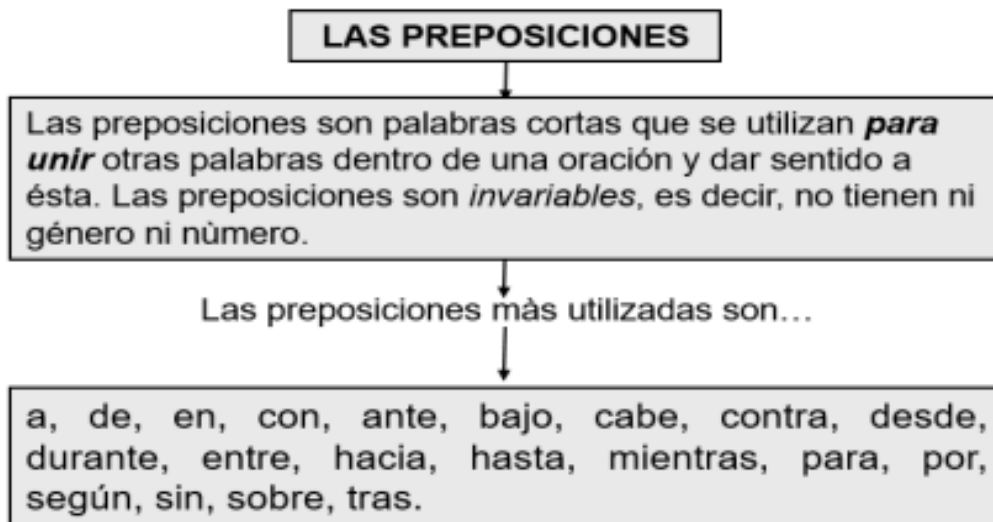 LAS PREPOSICIONES
Las preposiciones son palabras cortas que se utilizan para
unir otras palabras dentro de una oración y dar sentido a
ésta. Las preposiciones son invariables, es decir, no tienen ni
género ni nùmero.
Las preposiciones màs utilizadas son…
a, de, en, con, ante, bajo, cabe, contra, desde,
durante, entre, hacia, hasta, mientras, para, por,
según, sin, sobre, tras.